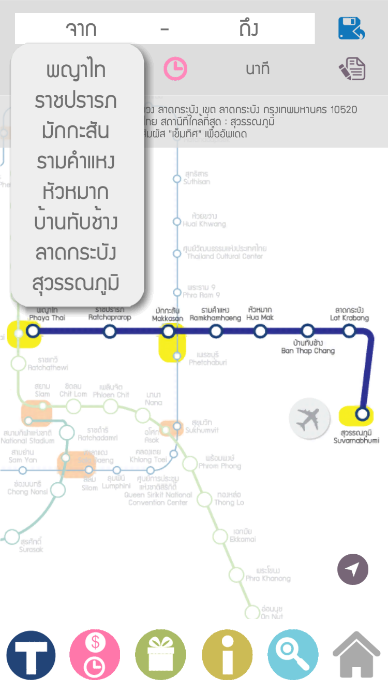 จาก - ถึง
พญาไท
ราชปรารภ
มักกะสัน
รามคำแหง
หัวหมาก
บ้านทับช้าง
ลาดกระบัง
สุวรรณภูมิ
นาทิ
ลาดกระบัง เขต ลาดกระบัง กรุงเทพมหานคร 10520
สถานีที่ใกล้ที่สุด : สุวรรณภูมิ
"เข็มทิศ" เพื่ออัพเดต
สุทธิสาร
Suthisan
ห้วยขวาง
Huai Khwang
ศูนย์วัฒนธรรมแห่งประเทศไทย
Thailand Cultural Center
พระราม 9
Phra Ram 9
พญาไท
Phaya Thai
ราชปรารภ
Ratchaprarop
มักกะสัน
Makkasan
รามคำแหง
Ramkhamhaeng
หัวหมาก
Hua Mak
บ้านทับช้าง
Ban Thap Chang
ลาดกระบัง
Lat Krabang
สุวรรณภูมิ
Suvarnabhumi
เพชรบุรี
Phetchaburi
ราชเทวี
Ratchathewi
สยาม
Siam
ชิดลม
Chit Lom
เพลินจิต
Phloen Chit
นานา
Nana
อโศก
Asok
สุขุมวิท
Sukhumvit
สนามกีฬาแห่งชาติ
National Stadium
ราชดำริ
Ratchadamri
สามย่าน
Sam Yan
สีลม
Silom
ลุมพินี
Lumphini
คลองเตย
Khlong Toei
ศูนย์การประชุม
แห่งชาติสิริกิติ์
Queen Sirikit National
Convention Center
พร้อมพงษ์
Phrom Phong
ช่องนนทรี
Chong Nonsi
ทองหล่อ
Thong Lo
สุรศักดิ์
Surasak
เอกมัย
Ekkamai
พระโขนง
Phra Khanong
อ่อนนุช
On Nut
T
$
i